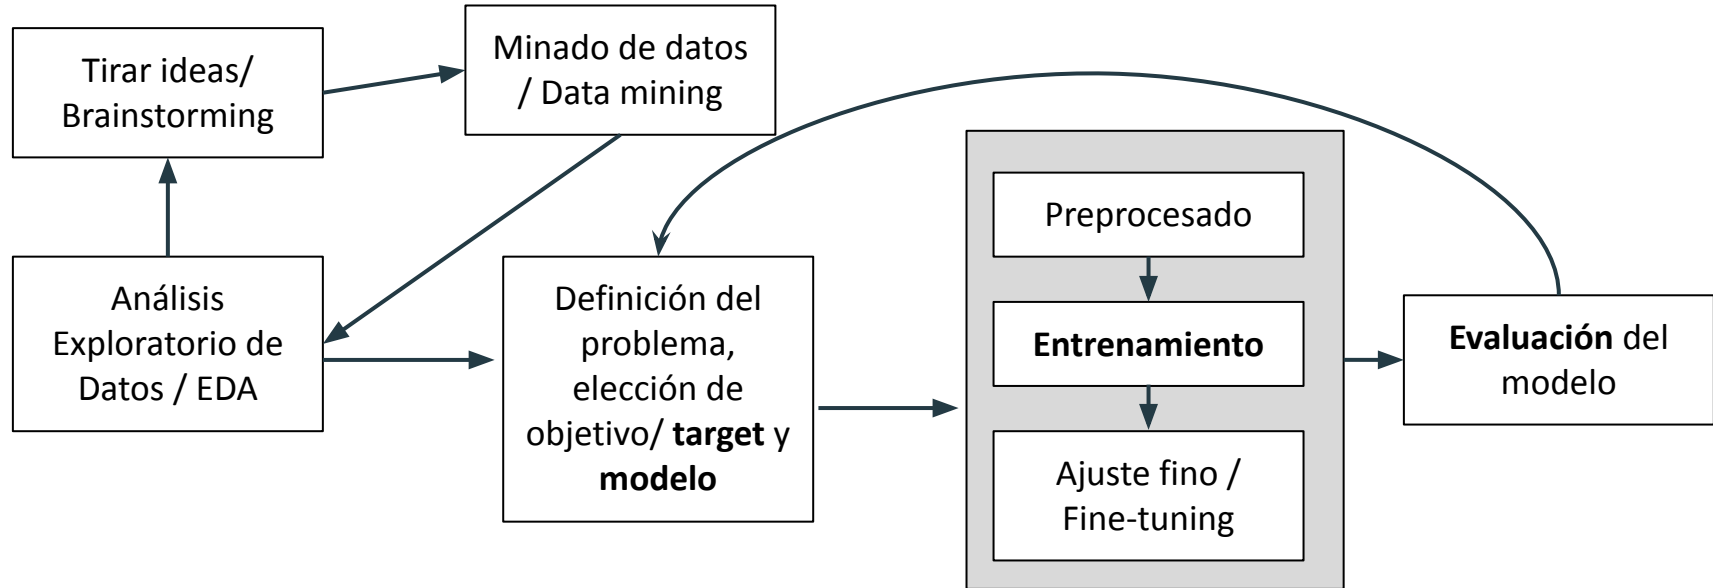 Tirar ideas/
Brainstorming
Minado de datos
/ Data mining
Análisis
Exploratorio de
Datos / EDA
Definición del
problema,
elección de
objetivo/ target y
modelo
Preprocesado
Entrenamiento
Ajuste fino /
Fine-tuning
Evaluación del
modelo